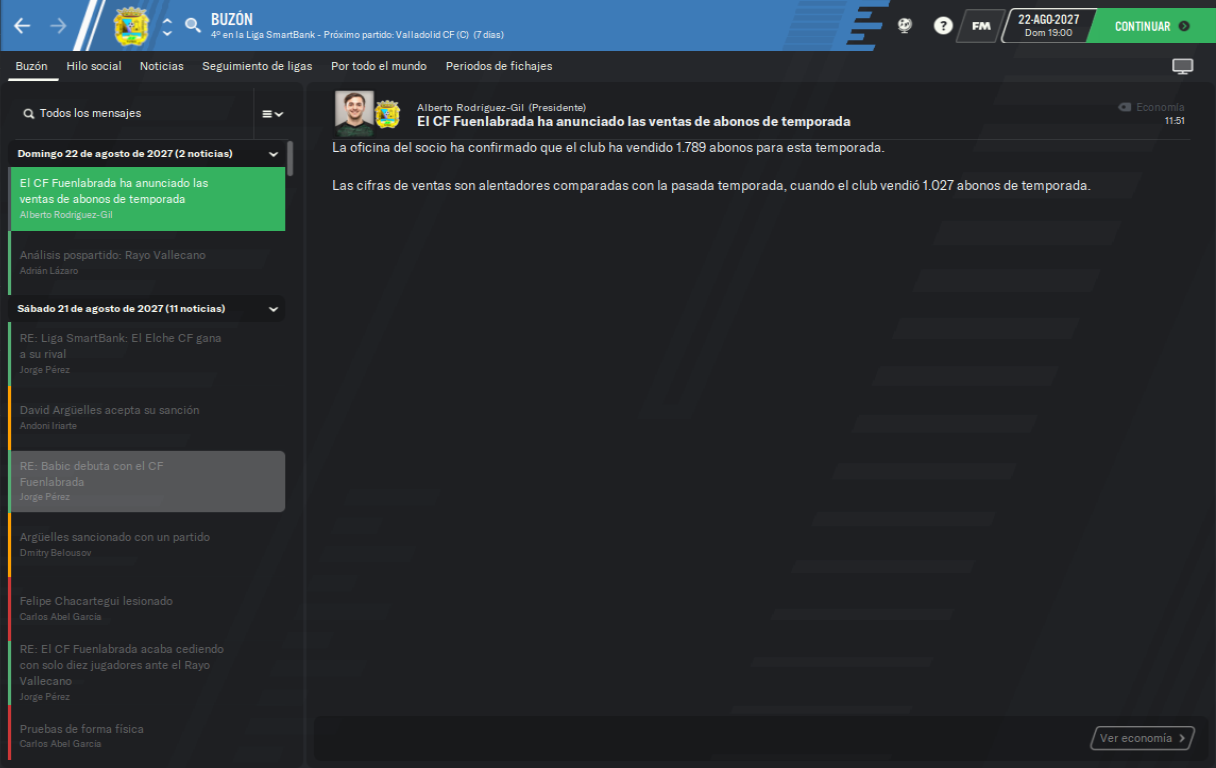 BUZÓN
4º en la Liga SmartBank - Próximo partido: Valladolid CF (C) (7 días)
?
FM
22-AGO-2027
Dom 19:00
CONTINUAR
Buzón
Hilo social
Noticias
Seguimiento de ligas
Por todo el mundo
Periodos de fichajes
Todos los mensajes
Domingo 22 de agosto de 2027 (2 noticias)
El CF Fuenlabrada ha anunciado las
ventas de abonos de temporada
Alberto Rodríguez-Gil
Análisis pospartido: Rayo Vallecano
Adrián Lázaro
Sábado 21 de agosto de 2027 (11 noticias)
RE: Liga SmartBank: El Elche CF gana
a su rival
Jorge Pérez
David Argüelles acepta su sanción
Andoni Iriarte
RE: Babic debuta con el CF
Fuenlabrada
Jorge Pérez
Argüelles sancionado con un partido
Dmitry Belousov
Felipe Chacartegui lesionado
Carlos Abel García
RE: El CF Fuenlabrada acaba cediendo
con solo diez jugadores ante el Rayo
Vallecano
Jorge Pérez
Pruebas de forma física
Carlos Abel García
Alberto Rodríguez-Gil (Presidente)
El CF Fuenlabrada ha anunciado las ventas de abonos de temporada
Economía
11:51
La oficina del socio ha confirmado que el club ha vendido 1.789 abonos para esta temporada.
Las cifras de ventas son alentadores comparadas con la pasada temporada, cuando el club vendió 1.027 abonos de temporada.
Ver economía